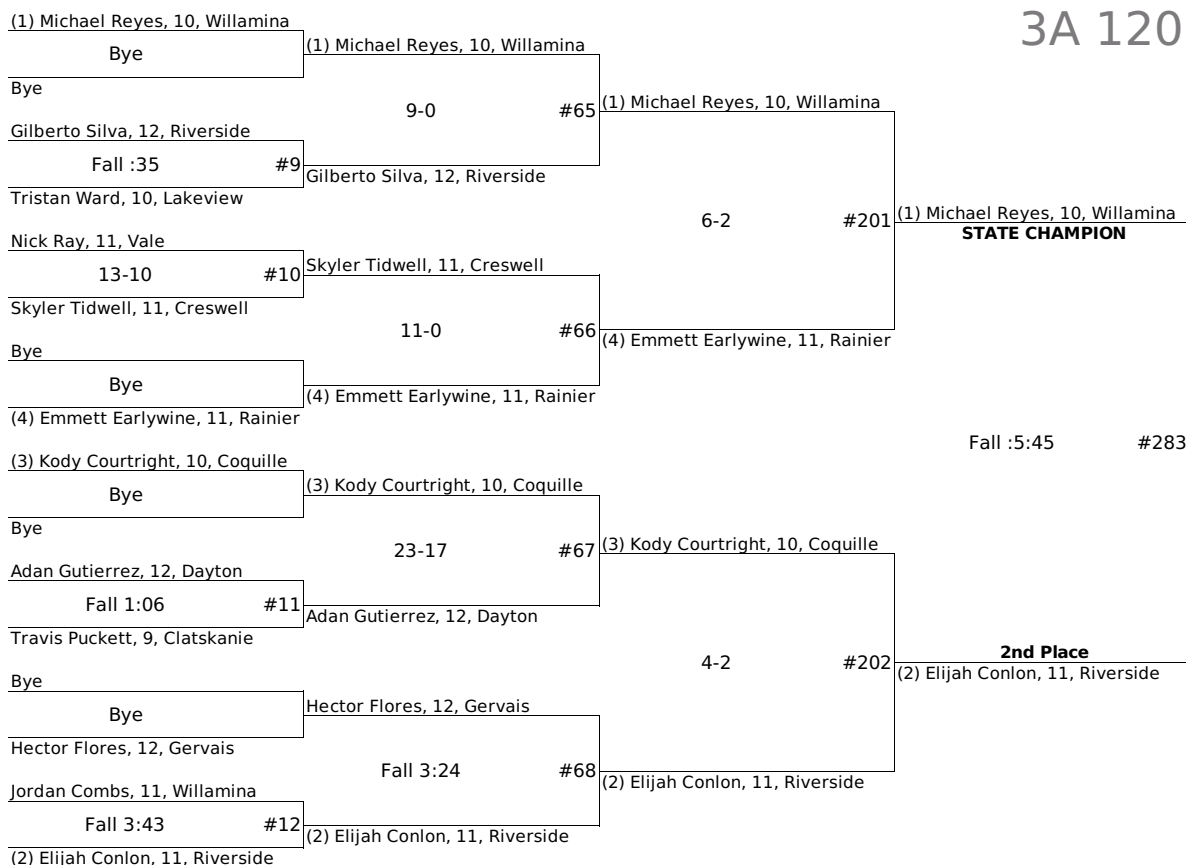 3A 120
(1) Michael Reyes, 10, Willamina
Bye
Bye
(1) Michael Reyes, 10, Willamina
9-0 #65
Gilberto Silva, 12, Riverside
Fall :35 #9
Tristan Ward, 10, Lakeview
Gilberto Silva, 12, Riverside
(1) Michael Reyes, 10, Willamina
6-2 #201
Nick Ray, 11, Vale
13-10 #10
Skyler Tidwell, 11, Creswell
Skyler Tidwell, 11, Creswell
11-0 #66
Bye
Bye
(4) Emmett Earlywine, 11, Rainier
(4) Emmett Earlywine, 11, Rainier
(4) Emmett Earlywine, 11, Rainier
(1) Michael Reyes, 10, Willamina
STATE CHAMPION
Fall :5:45 #283
(3) Kody Courtright, 10, Coquille
Bye
Bye
(3) Kody Courtright, 10, Coquille
23-17 #67
Adan Gutierrez, 12, Dayton
Fall 1:06 #11
Travis Puckett, 9, Clatskanie
Adan Gutierrez, 12, Dayton
(3) Kody Courtright, 10, Coquille
4-2 #202
Bye
Bye
Hector Flores, 12, Gervais
Hector Flores, 12, Gervais
Fall 3:24 #68
Jordan Combs, 11, Willamina
Fall 3:43 #12
(2) Elijah Conlon, 11, Riverside
(2) Elijah Conlon, 11, Riverside
(2) Elijah Conlon, 11, Riverside
2nd Place
(2) Elijah Conlon, 11, Riverside